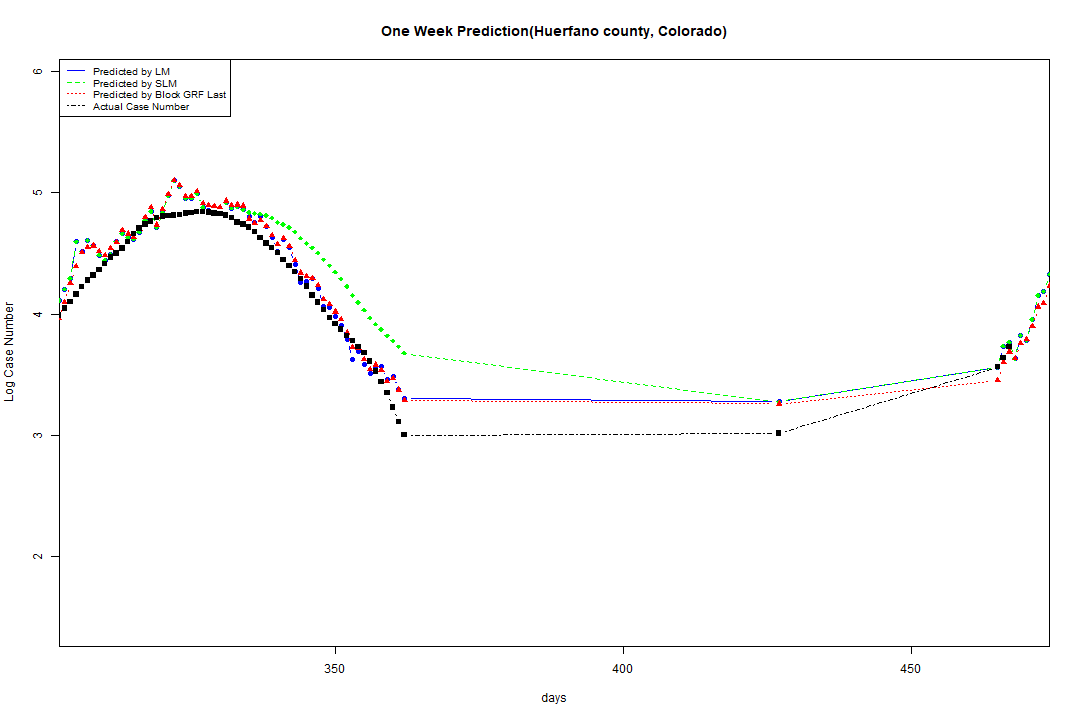 One Week Prediction(Huerfano county, Colorado)
Predicted by LM
Predicted by SLM
Predicted by Block GRF Last
Actual Case Number
6
5
4
3
2
Log Case Number
350
400
450
days